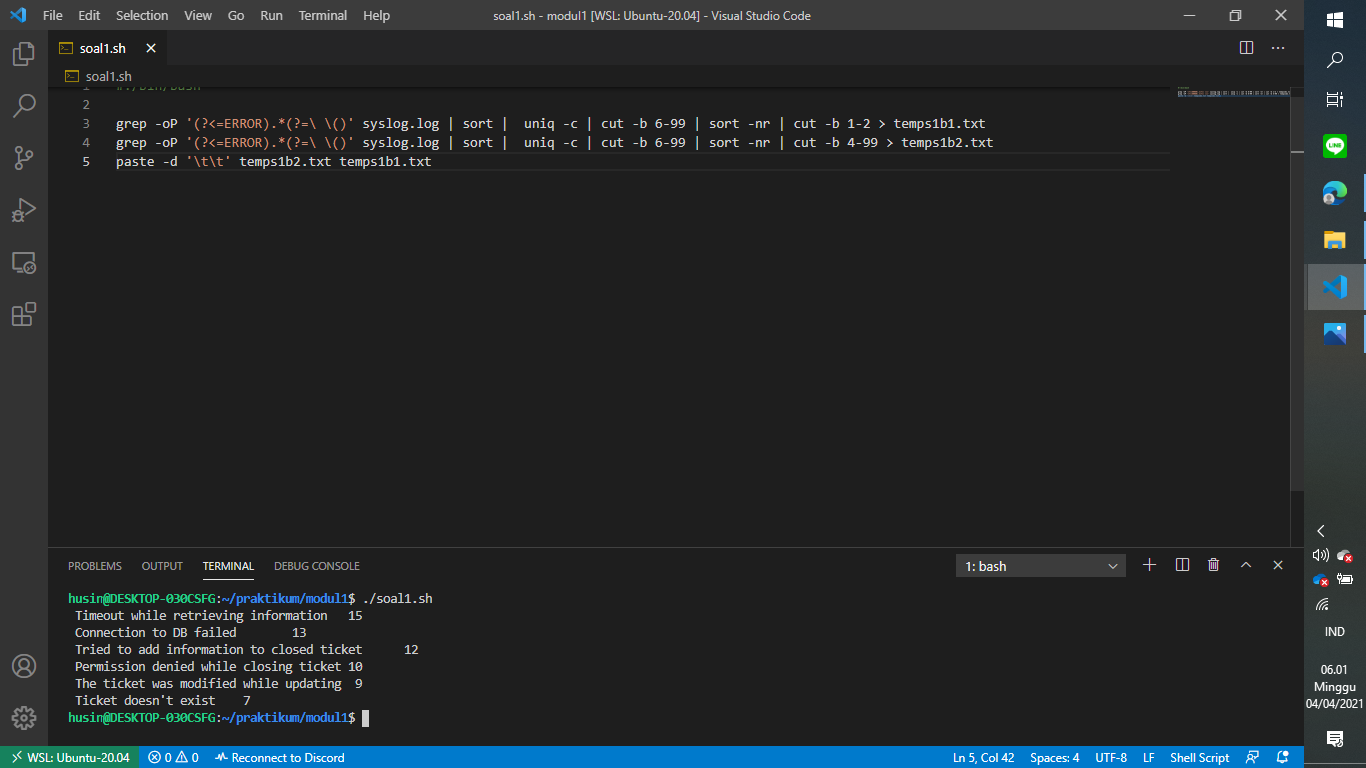 File Edit Selection View Go Run Terminal Help soal1.sh - modul1 [WSL: Ubuntu-20.04] - Visual Studio Code
soal1.sh
soal1.sh
1 #!/bin/bash
2
3 grep -oP '(?<=ERROR).*(?=\ \()' syslog.log | sort |  uniq -c | cut -b 6-99 | sort -nr | cut -b 1-2 > temps1b1.txt
4 grep -oP '(?<=ERROR).*(?=\ \()' syslog.log | sort |  uniq -c | cut -b 6-99 | sort -nr | cut -b 4-99 > temps1b2.txt
5 paste -d '\t\t' temps1b2.txt temps1b1.txt
PROBLEMS OUTPUT TERMINAL DEBUG CONSOLE 1: bash
husin@DESKTOP-030CSFG:~/praktikum/modul1$ ./soal1.sh
Timeout while retrieving information 15
Connection to DB failed 13
Tried to add information to closed ticket 12
Permission denied while closing ticket 10
The ticket was modified while updating 9
Ticket doesn't exist 7
husin@DESKTOP-030CSFG:~/praktikum/modul1$
WSL: Ubuntu-20.04 0 0 Reconnect to Discord Ln 5, Col 42 Spaces: 4 UTF-8 LF Shell Script
LINE
IND
06.01
Minggu
04/04/2021